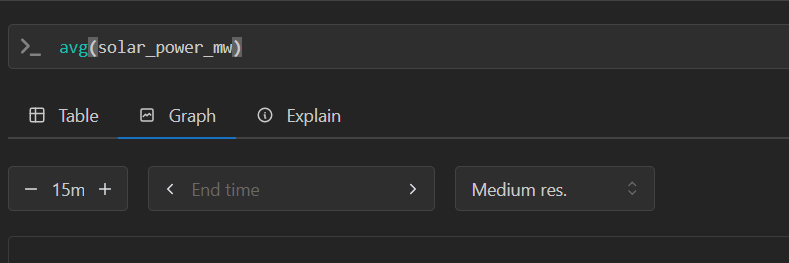 >_ avg(solar_power_mw)
Table Graph Explain
− 15m + < End time > Medium res.